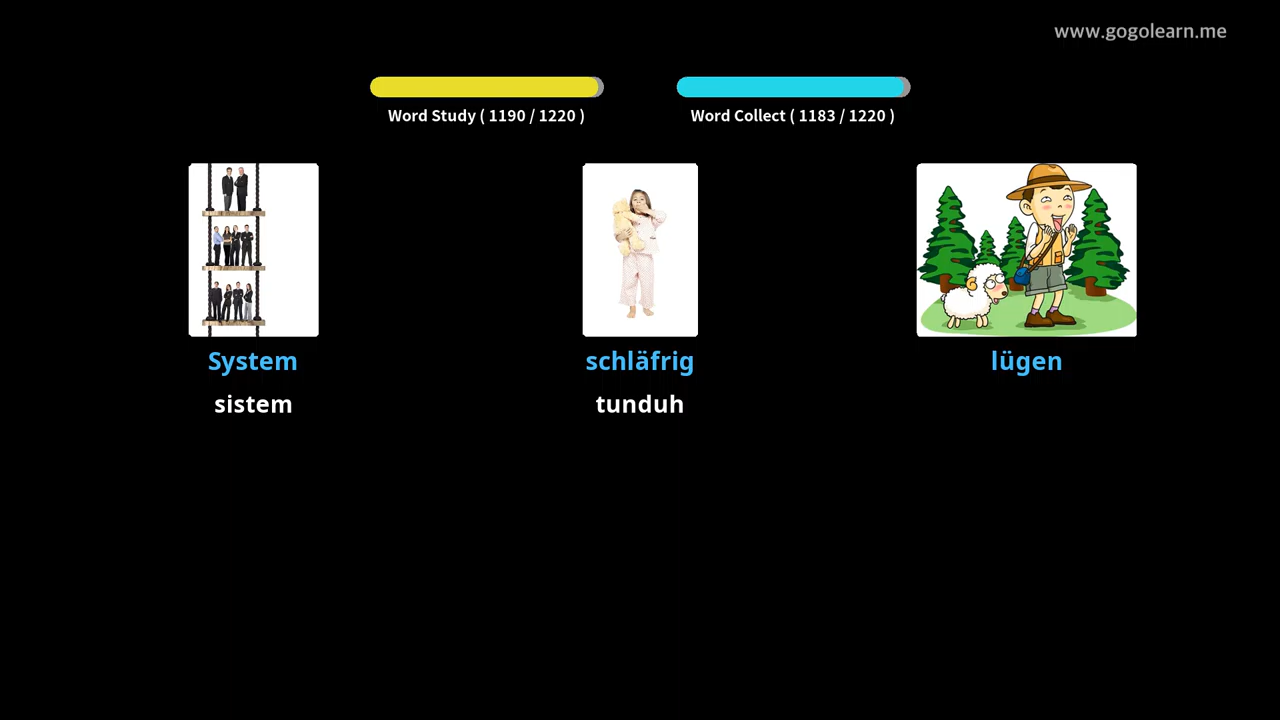 www.gogolearn.me
Word Study ( 1190 / 1220 )
Word Collect ( 1183 / 1220 )
System
schläfrig
lügen
sistem
tunduh